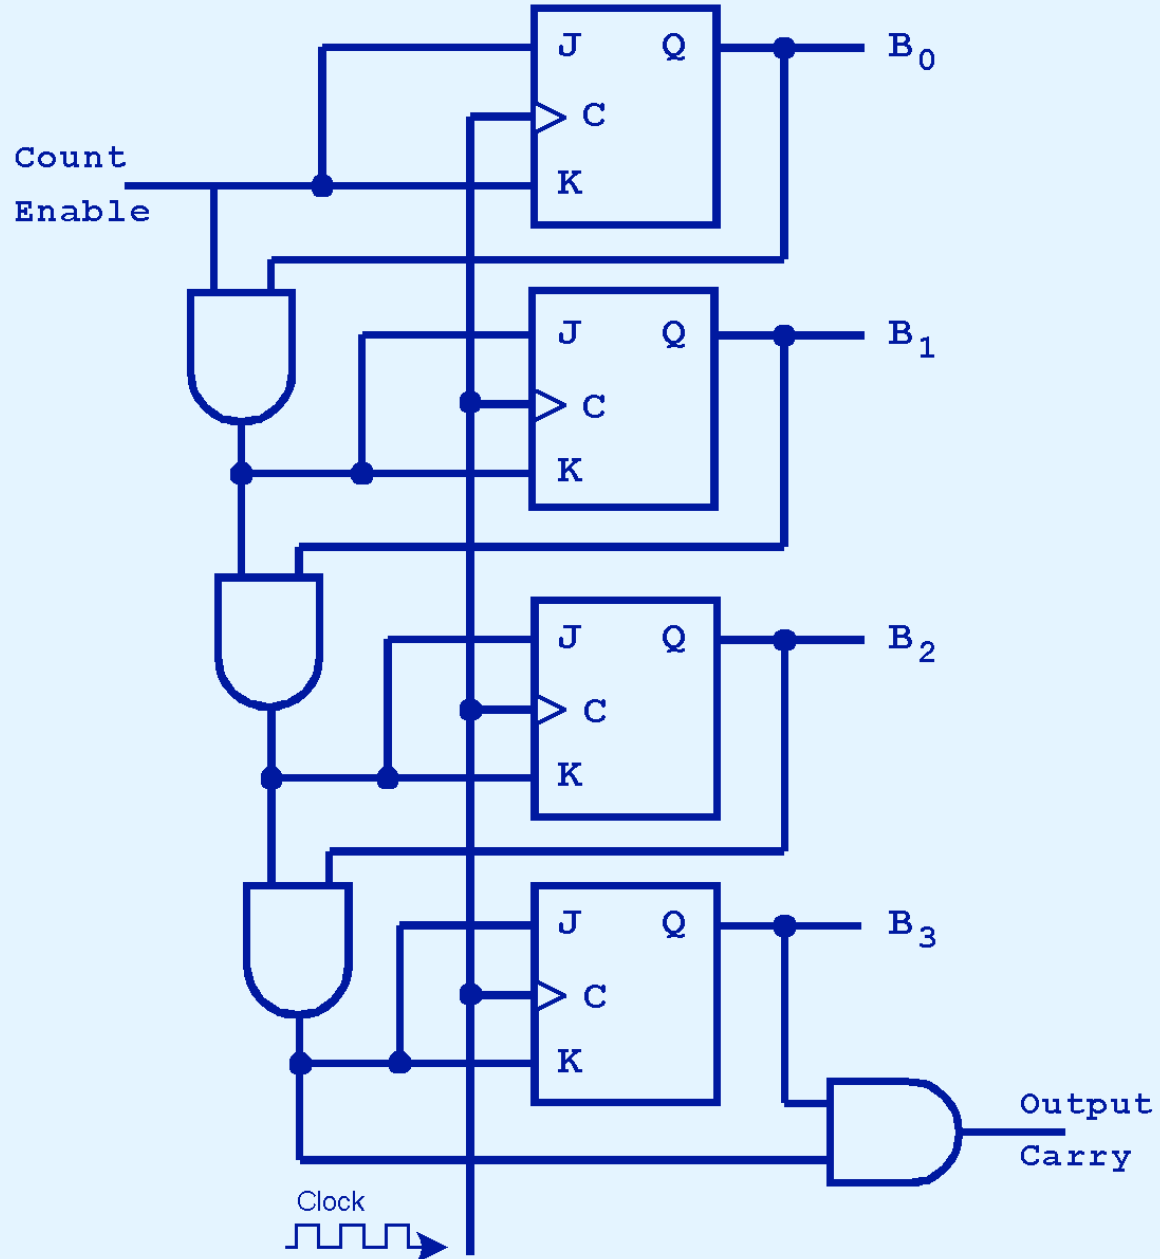 J Q B0
C
Count
Enable
K
J Q B1
C
K
J Q B2
C
K
J Q B3
C
K
Output
Carry
Clock